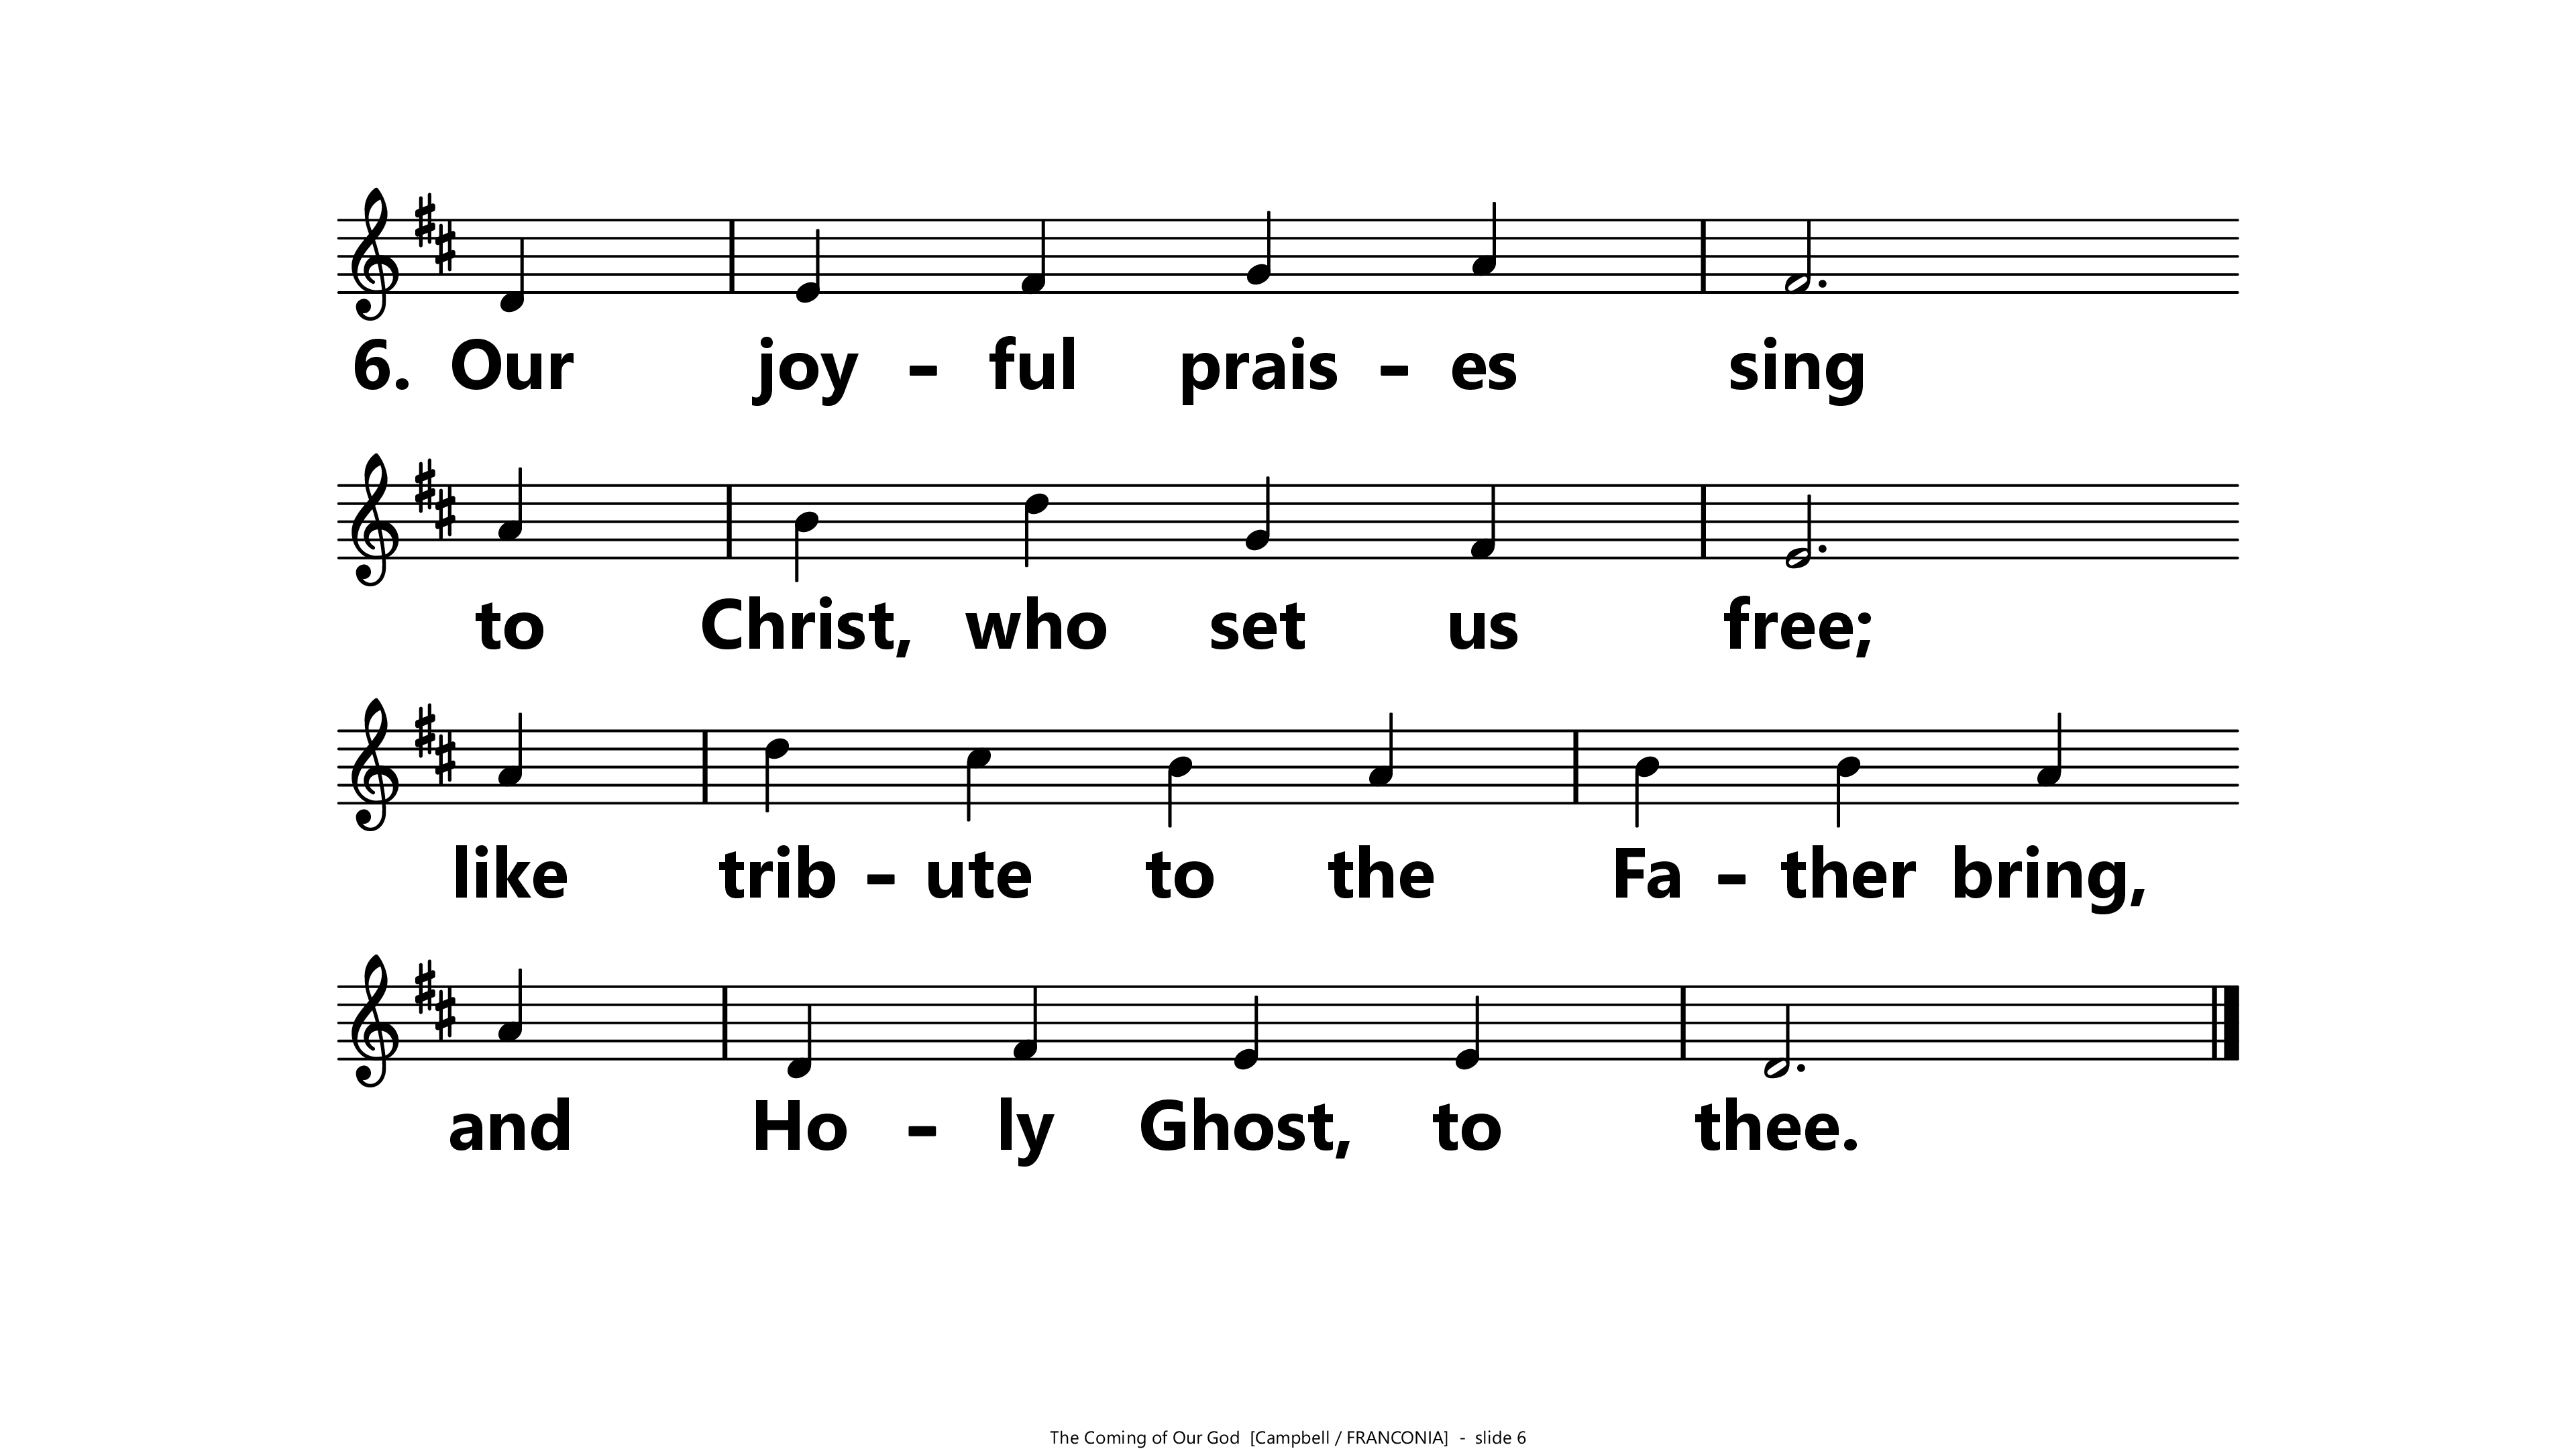 6. Our joy - ful prais - es sing
to Christ, who set us free;
like trib - ute to the Fa - ther bring,
and Ho - ly Ghost, to thee.
The Coming of Our God [Campbell / FRANCONIA] - slide 6